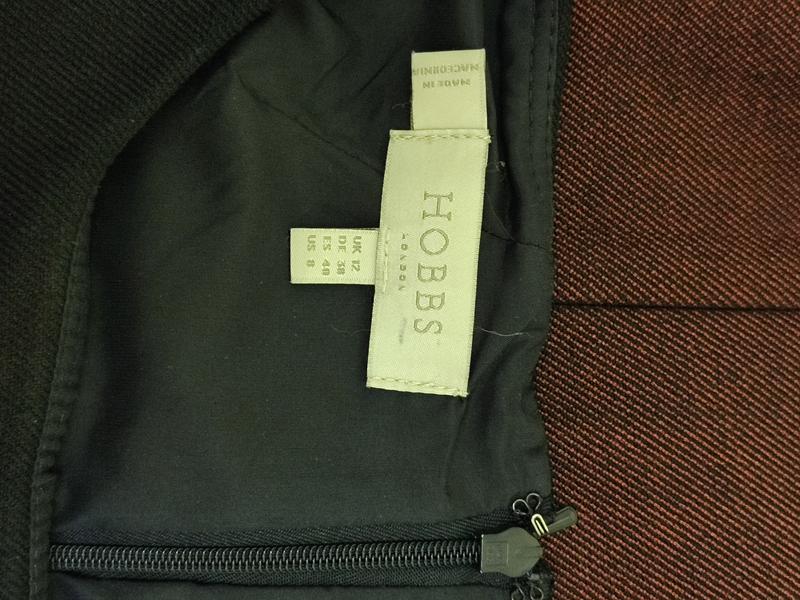 MADE IN
MACEDONIA
HOBBS
LONDON
UK 12
DE 38
ES 40
US 8